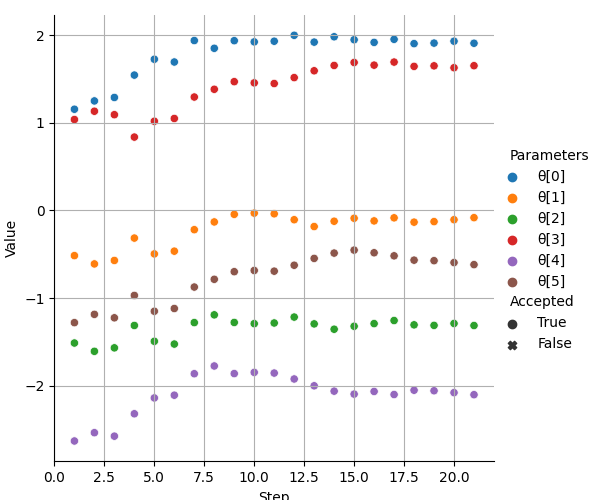 2
1
0
−1
−2
Value
0.0 2.5 5.0 7.5 10.0 12.5 15.0 17.5 20.0
Step
Parameters
θ[0]
θ[1]
θ[2]
θ[3]
θ[4]
θ[5]
Accepted
True
False